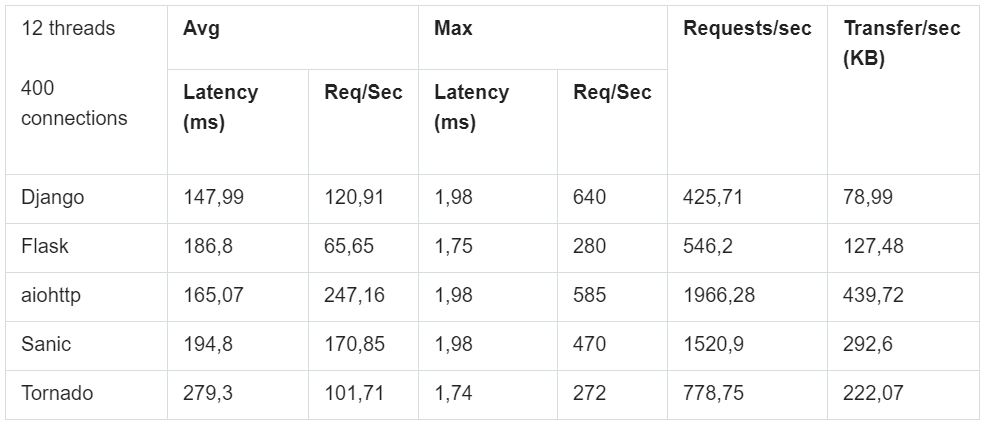 12 threads Avg Max Requests/sec Transfer/sec
(KB)
400
connections
Latency
(ms) Req/Sec Latency
(ms) Req/Sec
Django 147,99 120,91 1,98 640 425,71 78,99
Flask 186,8 65,65 1,75 280 546,2 127,48
aiohttp 165,07 247,16 1,98 585 1966,28 439,72
Sanic 194,8 170,85 1,98 470 1520,9 292,6
Tornado 279,3 101,71 1,74 272 778,75 222,07